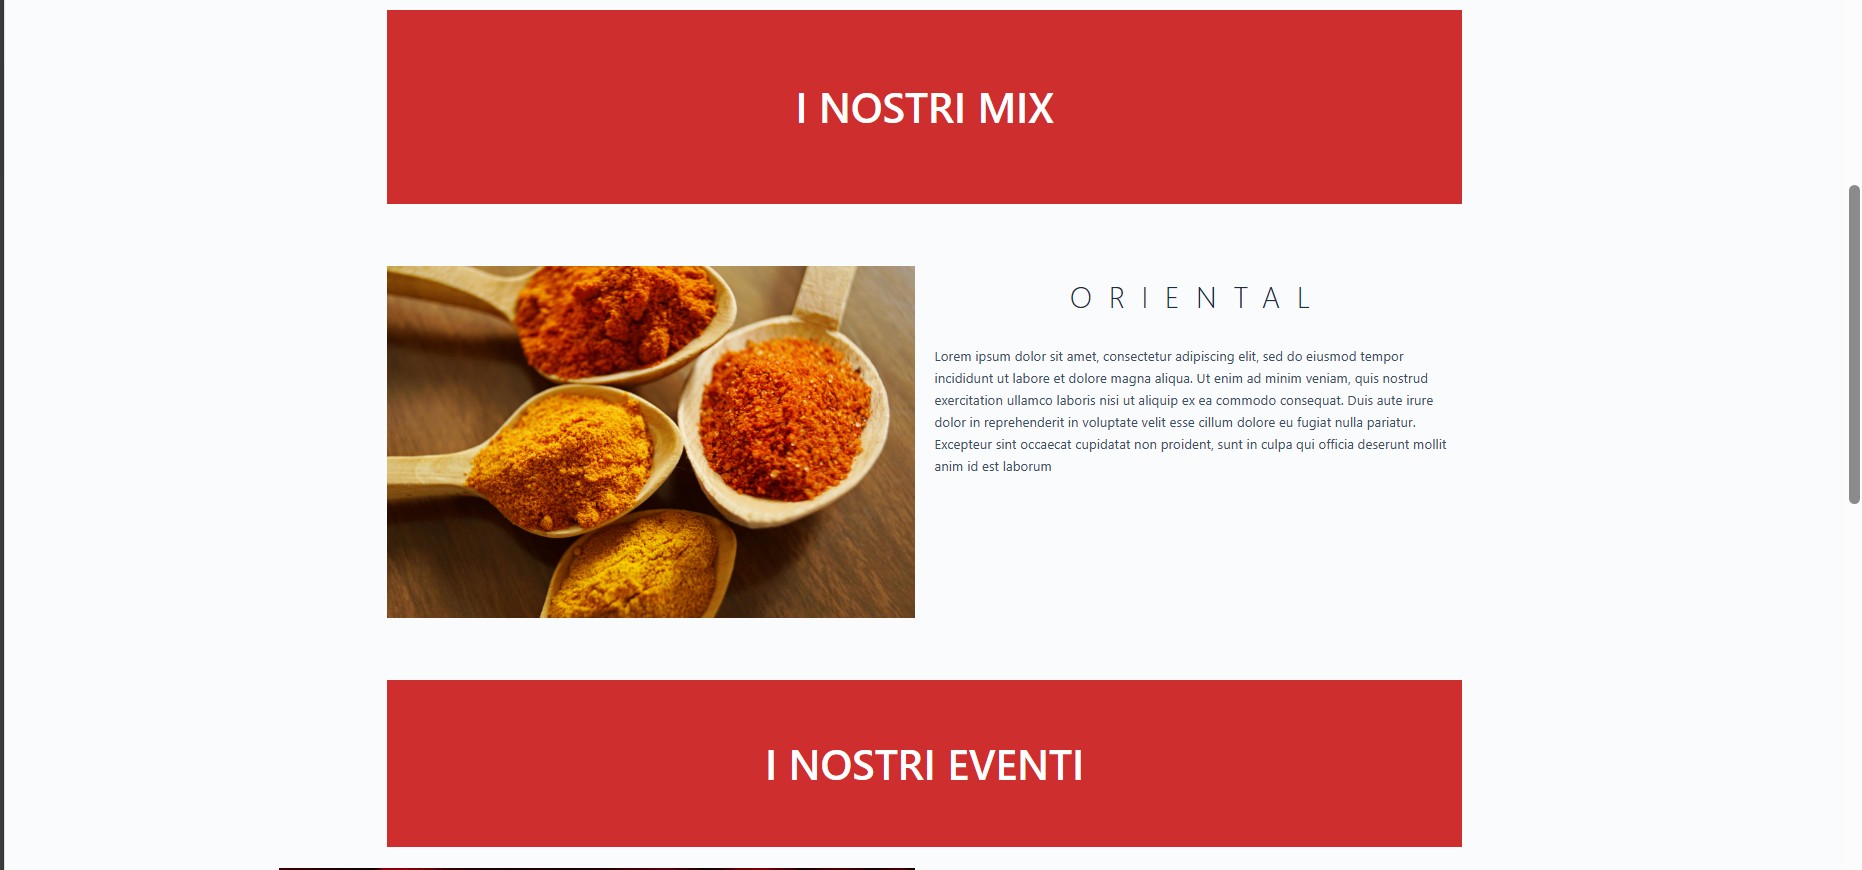 I NOSTRI MIX
ORIENTAL
Lorem ipsum dolor sit amet, consectetur adipiscing elit, sed do eiusmod tempor
incididunt ut labore et dolore magna aliqua. Ut enim ad minim veniam, quis nostrud
exercitation ullamco laboris nisi ut aliquip ex ea commodo consequat. Duis aute irure
dolor in reprehenderit in voluptate velit esse cillum dolore eu fugiat nulla pariatur.
Excepteur sint occaecat cupidatat non proident, sunt in culpa qui officia deserunt mollit
anim id est laborum
I NOSTRI EVENTI